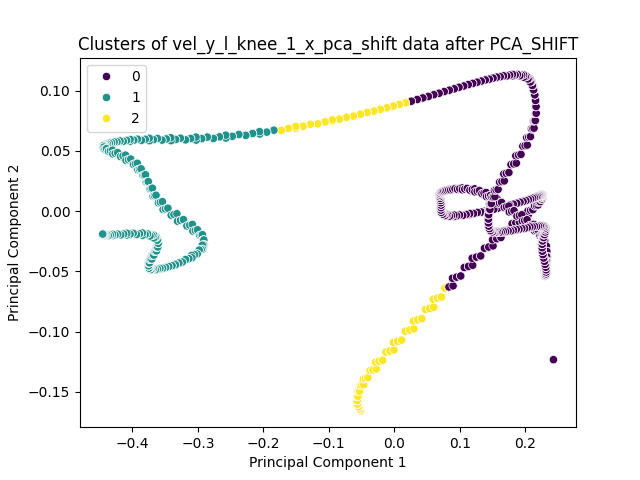 Clusters of vel_y_l_knee_1_x_pca_shift data after PCA_SHIFT
0
1
2
0.10
0.05
0.00
−0.05
−0.10
−0.15
Principal Component 2
−0.4 −0.3 −0.2 −0.1 0.0 0.1 0.2
Principal Component 1